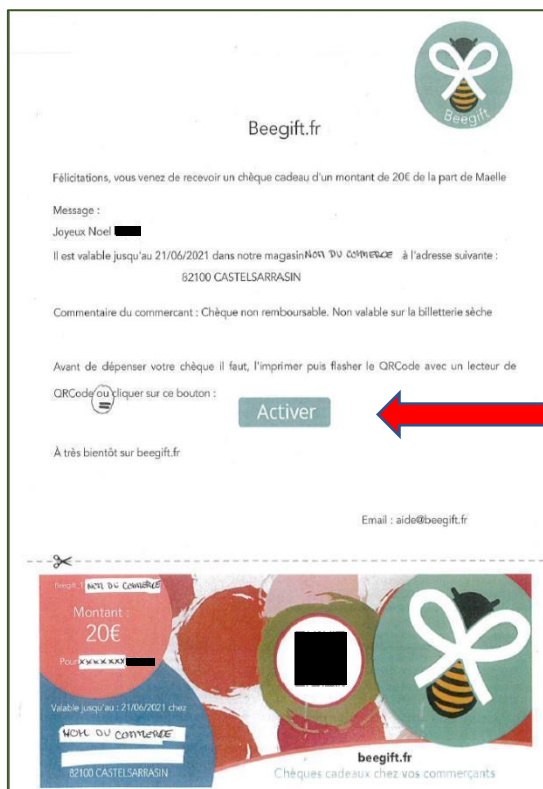 Beegift
Beegift.fr
Félicitations, vous venez de recevoir un chèque cadeau d'un montant de 20€ de la part de Maelle
Message :
Joyeux Noel
Il est valable jusqu'au 21/06/2021 dans notre magasin NOM DU COMMERCE à l'adresse suivante :
82100 CASTELSARRASIN
Commentaire du commercant : Chèque non remboursable. Non valable sur la billetterie sèche
Avant de dépenser votre chèque il faut, l'imprimer puis flasher le QRCode avec un lecteur de
QRCode ou cliquer sur ce bouton :
Activer
À très bientôt sur beegift.fr
Email : aide@beegift.fr
NOM DU COMMERCE
Montant :
20€
Pour xxxxxxx
Valable jusqu'au : 21/06/2021 chez
NOM DU COMMERCE
82100 CASTELSARRASIN
beegift.fr
Chèques cadeaux chez vos commerçants